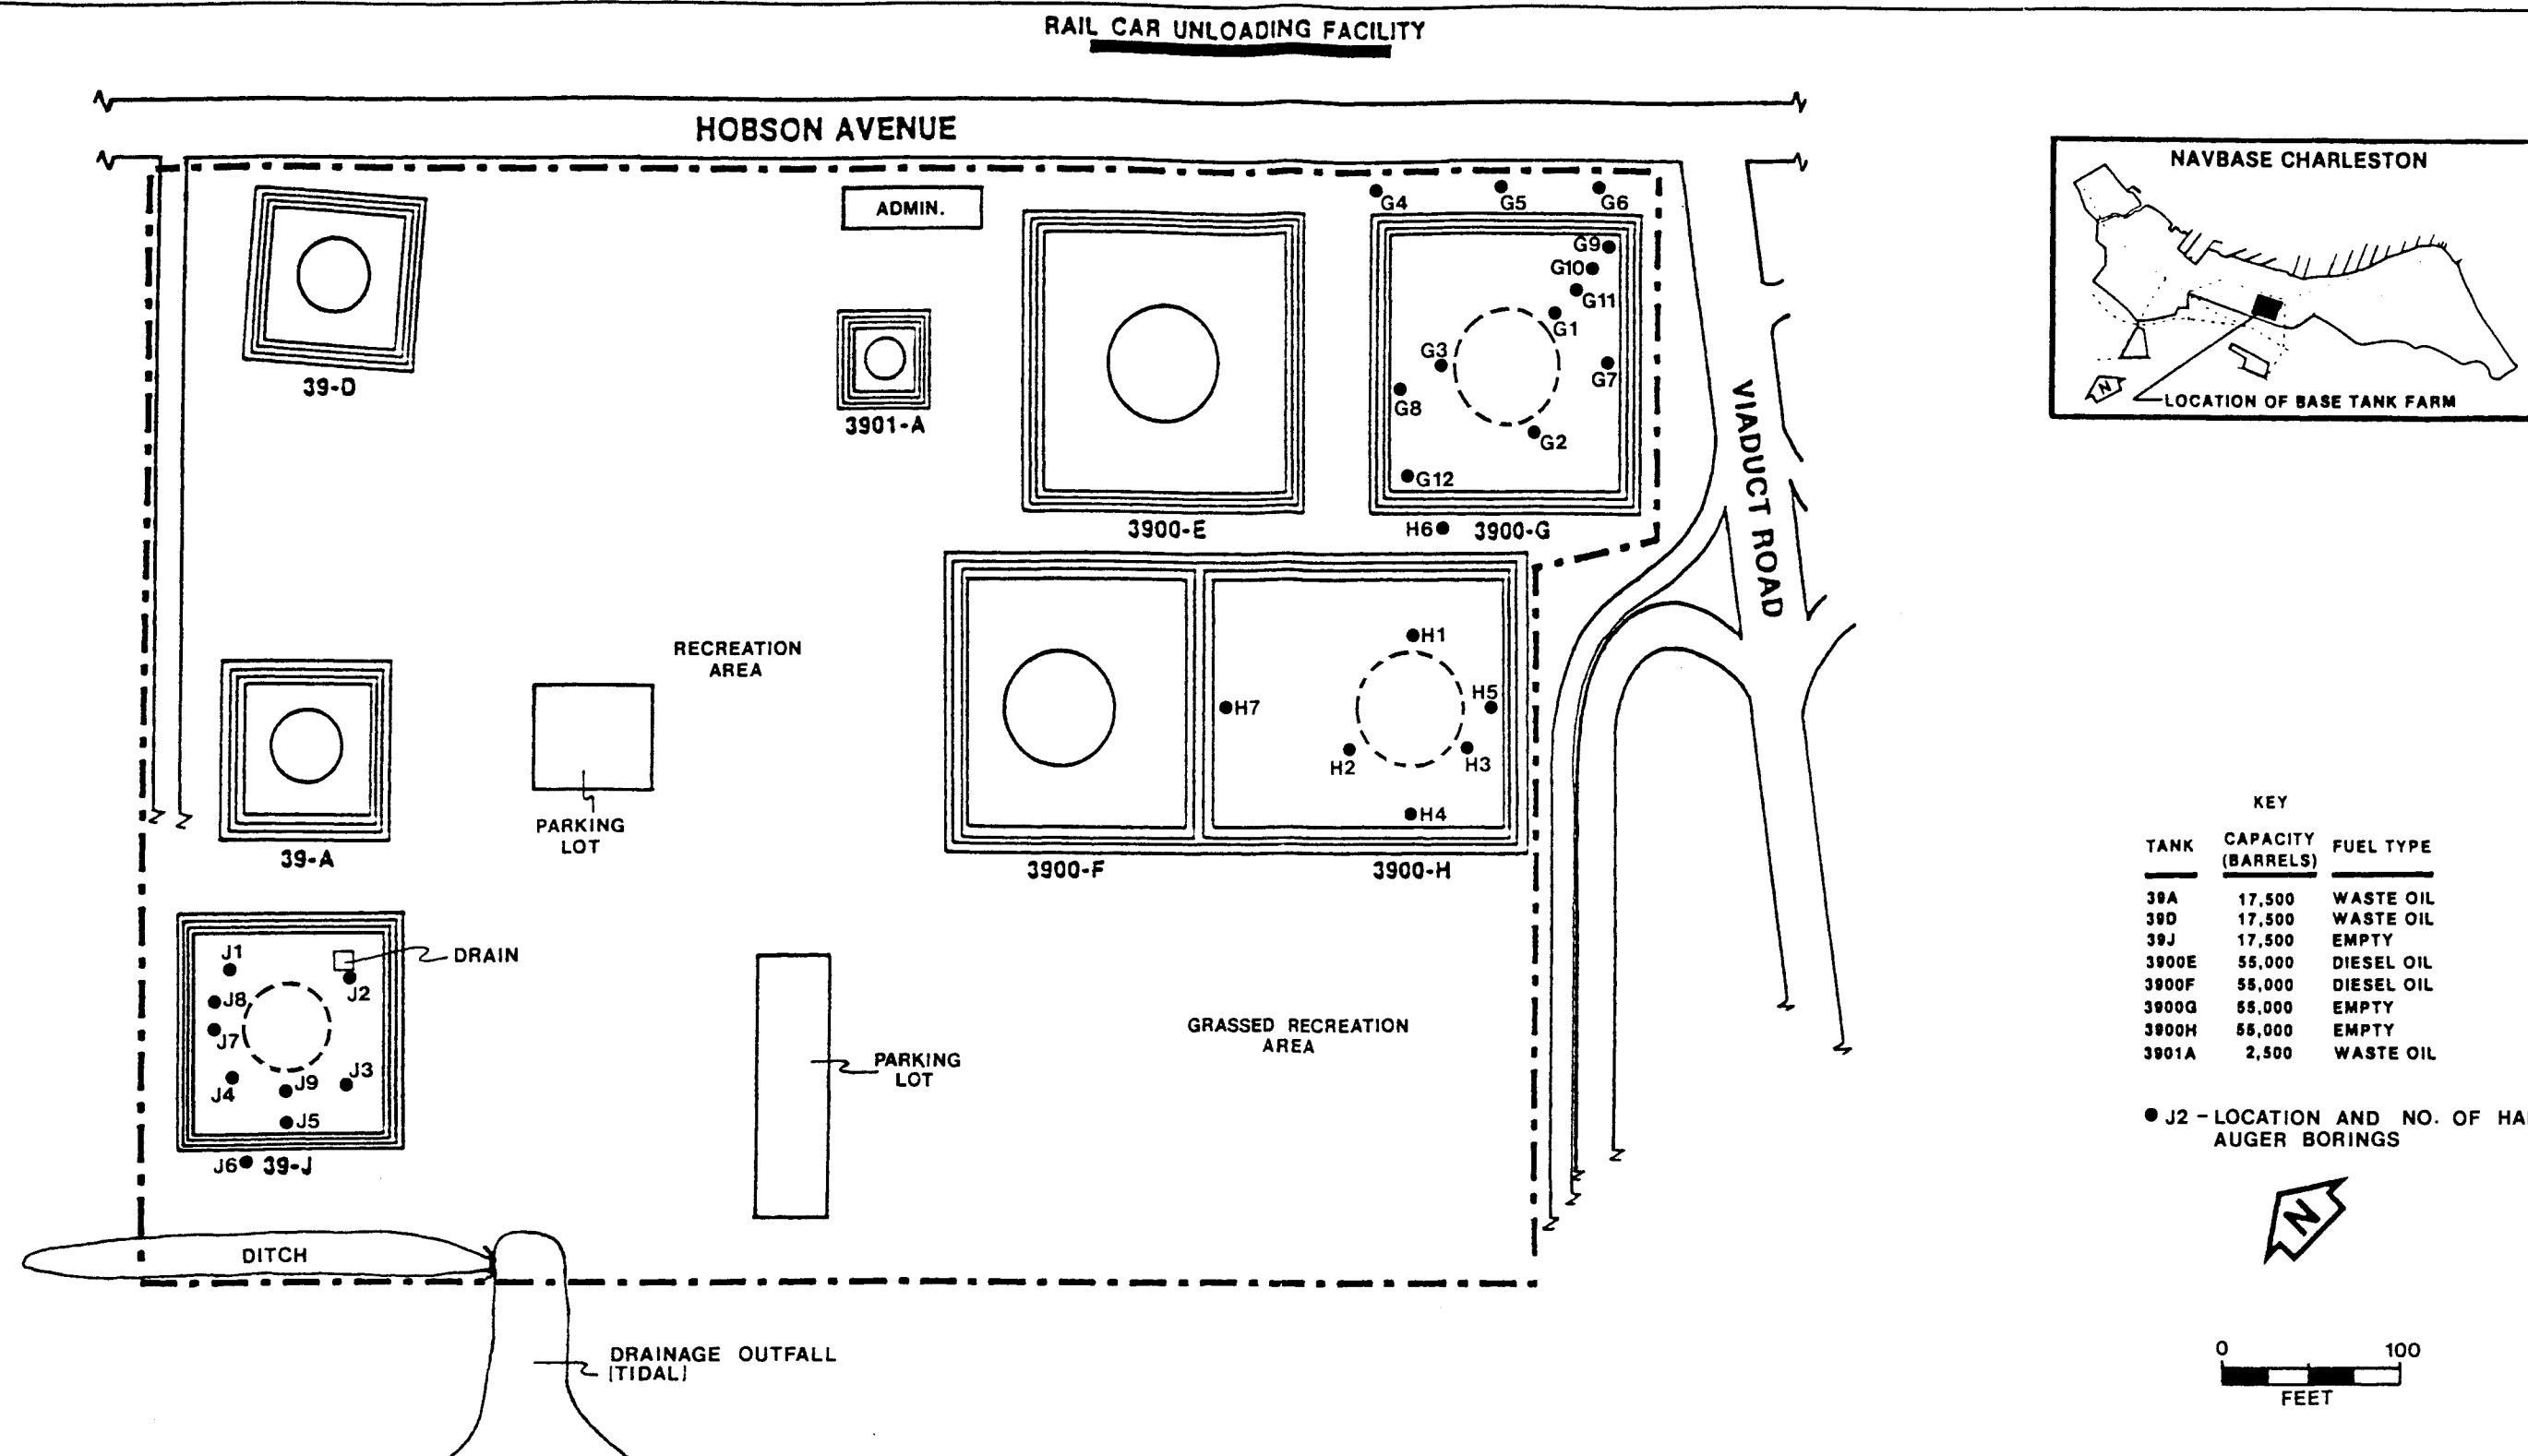 RAIL CAR UNLOADING FACILITY
HOBSON AVENUE
NAVBASE CHARLESTON
N
LOCATION OF BASE TANK FARM
ADMIN.
G4
G5
G6
G9
G10
G11
G1
G3
G7
G8
G2
G12
39-D
3901-A
3900-E
H6
3900-G
VIADUCT ROAD
RECREATION
AREA
H1
H5
H7
H2
H3
H4
PARKING
LOT
39-A
3900-F
3900-H
KEY
TANK
CAPACITY
(BARRELS)
FUEL TYPE
39A 17,500 WASTE OIL
39D 17,500 WASTE OIL
39J 17,500 EMPTY
3900E 55,000 DIESEL OIL
3900F 55,000 DIESEL OIL
3900G 55,000 EMPTY
3900H 55,000 EMPTY
3901A 2,500 WASTE OIL
J2 - LOCATION AND NO. OF HA
AUGER BORINGS
J1
DRAIN
J2
J8
J7
J4
J9
J3
J5
J6
39-J
PARKING
LOT
GRASSED RECREATION
AREA
DITCH
DRAINAGE OUTFALL
(TIDAL)
N
0 100
FEET